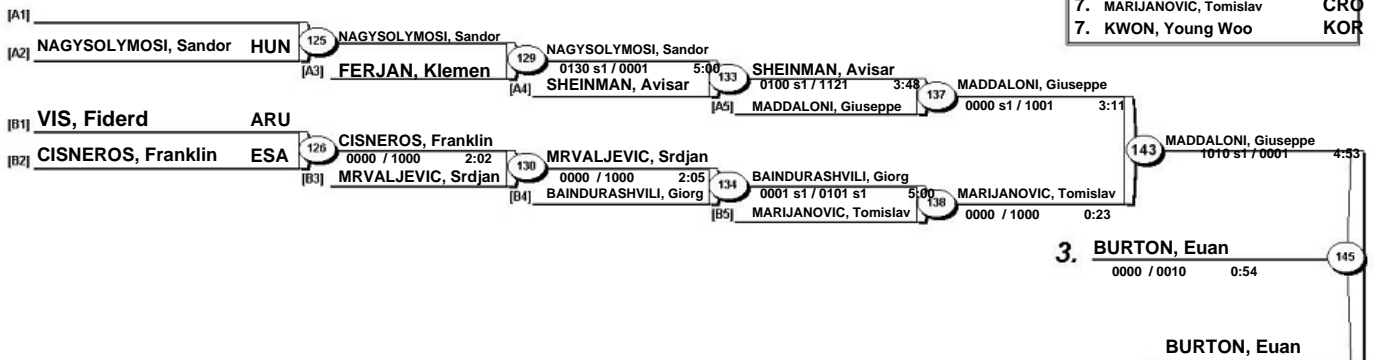 7. MARIJANOVIC, Tomislav CRO
7. KWON, Young Woo KOR
[A1]
[A2] NAGYSOLYMOSI, Sandor HUN
125
NAGYSOLYMOSI, Sandor
[A3] FERJAN, Klemen
129
NAGYSOLYMOSI, Sandor
0130 s1 / 0001 5:00
[A4] SHEINMAN, Avisar
133
SHEINMAN, Avisar
0100 s1 / 1121 3:48
[A5] MADDALONI, Giuseppe
137
MADDALONI, Giuseppe
0000 s1 / 1001 3:11
[B1] VIS, Fiderd ARU
[B2] CISNEROS, Franklin ESA
126
CISNEROS, Franklin
0000 / 1000 2:02
[B3] MRVALJEVIC, Srdjan
130
MRVALJEVIC, Srdjan
0000 / 1000 2:05
[B4] BAINDURASHVILI, Giorg
134
BAINDURASHVILI, Giorg
0001 s1 / 0101 s1 5:00
[B5] MARIJANOVIC, Tomislav
138
MARIJANOVIC, Tomislav
0000 / 1000 0:23
143
MADDALONI, Giuseppe
1010 s1 / 0001 4:53
3. BURTON, Euan
0000 / 0010 0:54
145
BURTON, Euan